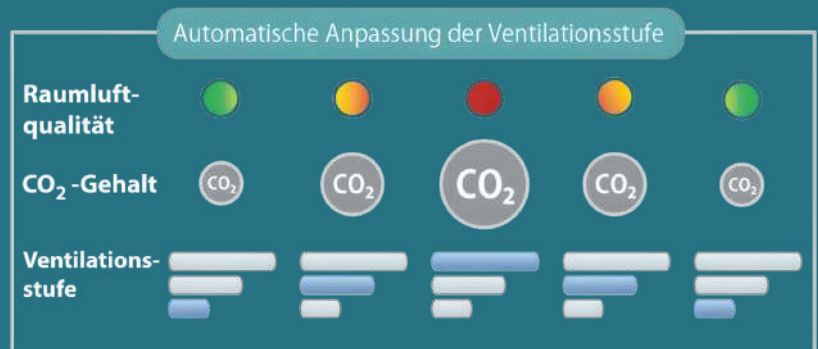 Automatische Anpassung der Ventilationsstufe
Raumluft-
qualität
CO₂-Gehalt
CO₂ CO₂ CO₂ CO₂ CO₂
Ventilations-
stufe